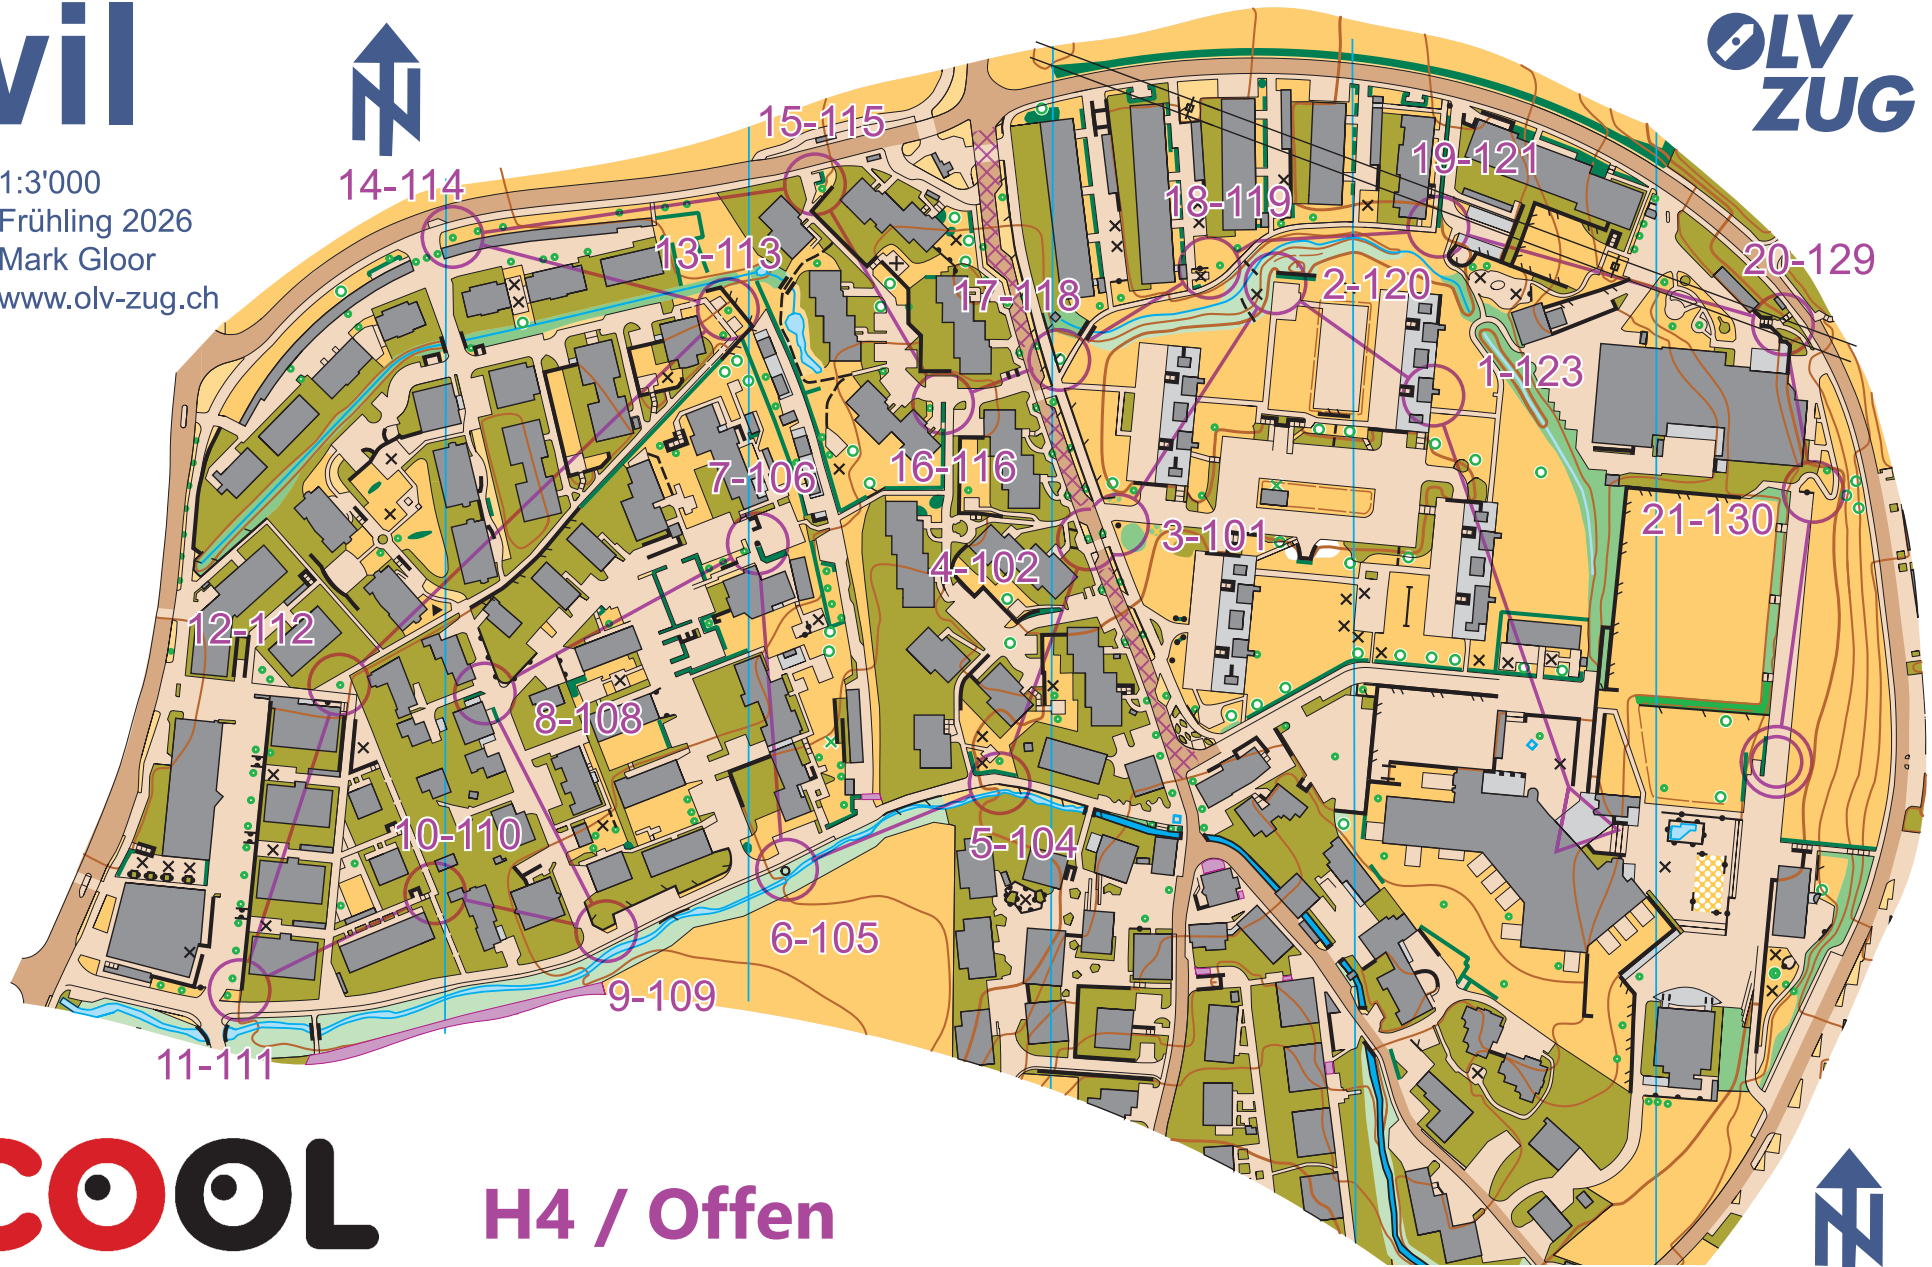 vil
1:3'000
Frühling 2026
Mark Gloor
www.olv-zug.ch
N
OLV
ZUG
15-115
14-114
19-121
18-119
13-113
20-129
17-118
2-120
1-123
7-106
16-116
21-130
3-101
4-102
12-112
8-108
10-110
5-104
6-105
9-109
11-111
COOL
H4 / Offen
N